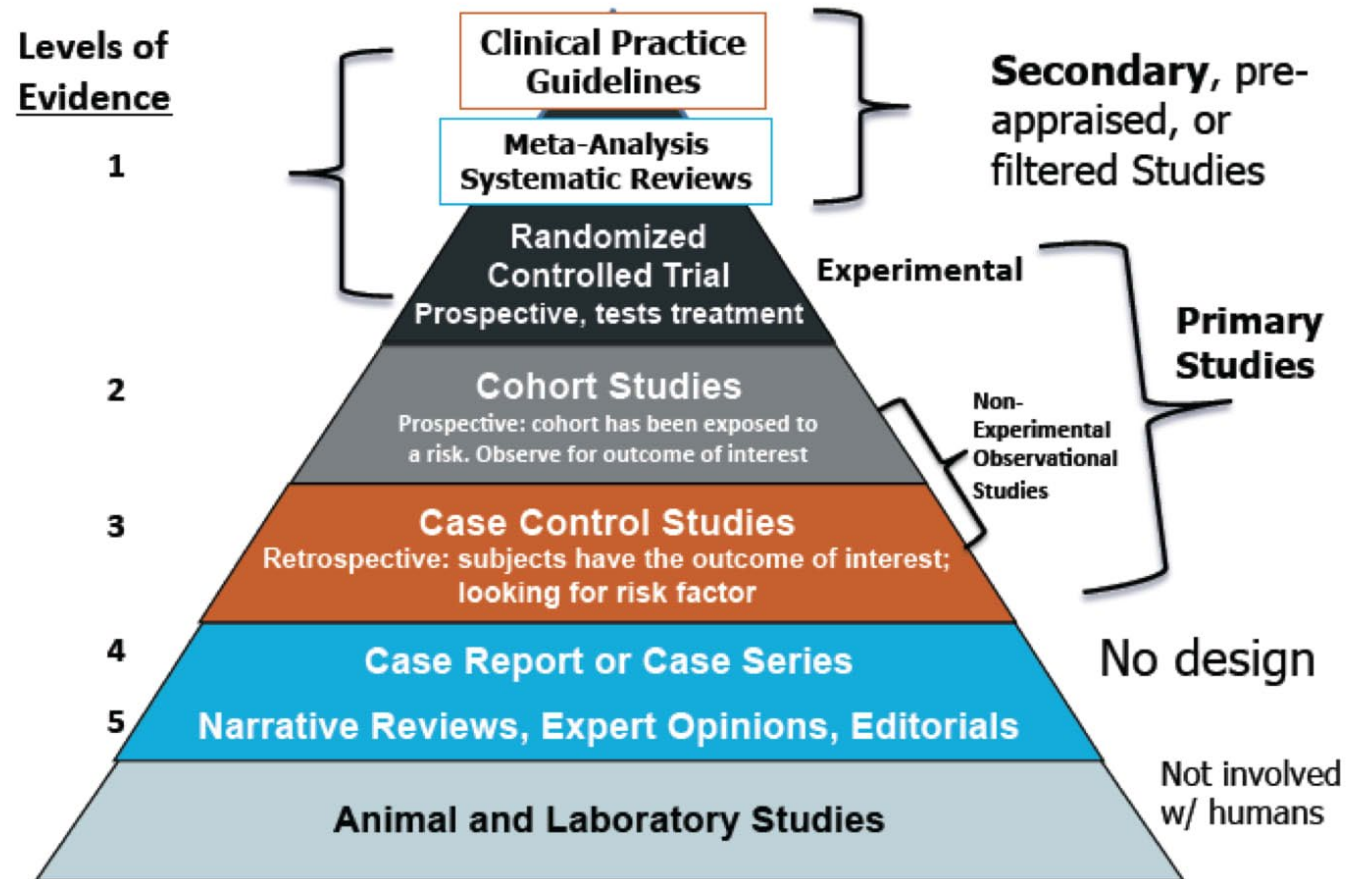 Levels of
Evidence
Clinical Practice
Guidelines
Secondary, pre-
appraised, or
filtered Studies
1
Meta-Analysis
Systematic Reviews
Randomized
Controlled Trial
Prospective, tests treatment
Experimental
Primary
Studies
2
Cohort Studies
Prospective: cohort has been exposed to
a risk. Observe for outcome of interest
Non-
Experimental
Observational
Studies
3
Case Control Studies
Retrospective: subjects have the outcome of interest;
looking for risk factor
4
Case Report or Case Series
No design
5
Narrative Reviews, Expert Opinions, Editorials
Animal and Laboratory Studies
Not involved
w/ humans